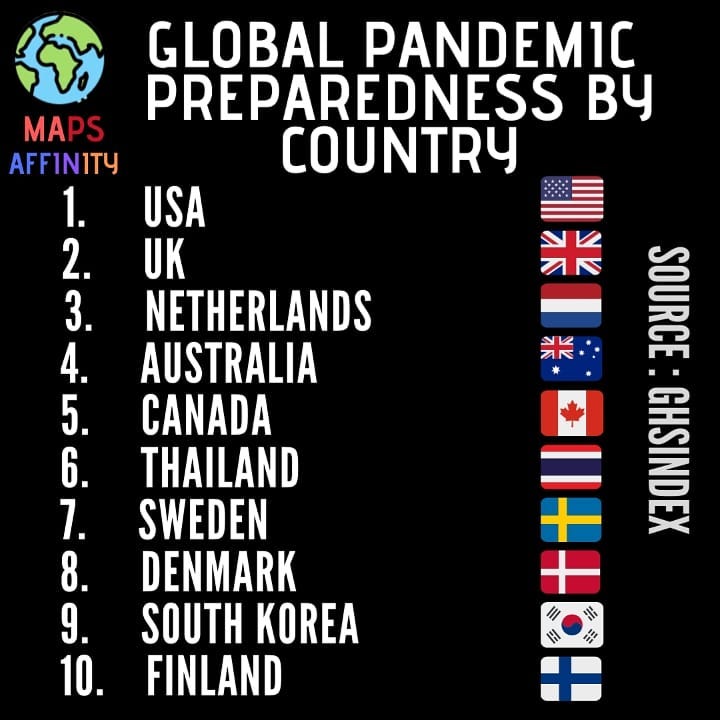 MAPS
AFFINITY
GLOBAL PANDEMIC
PREPAREDNESS BY
COUNTRY
1. USA
2. UK
3. NETHERLANDS
4. AUSTRALIA
5. CANADA
6. THAILAND
7. SWEDEN
8. DENMARK
9. SOUTH KOREA
10. FINLAND
SOURCE : GHSINDEX